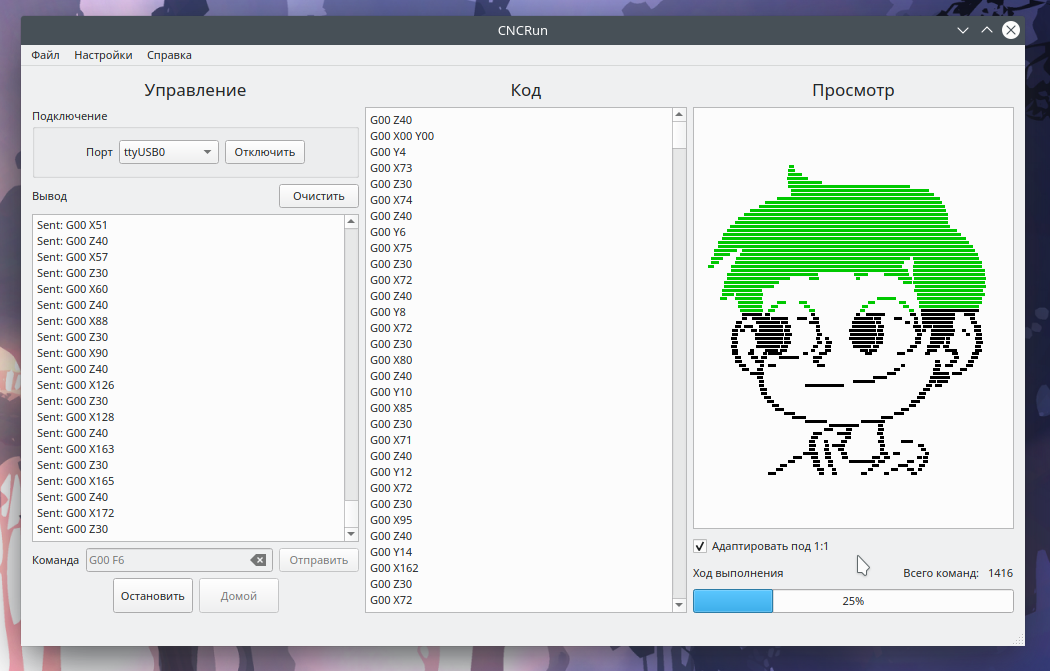 CNCRun
Файл Настройки Справка
Управление
Подключение
Порт ttyUSB0 Отключить
Вывод Очистить
Sent: G00 X51
Sent: G00 Z40
Sent: G00 X57
Sent: G00 Z30
Sent: G00 X60
Sent: G00 Z40
Sent: G00 X88
Sent: G00 Z30
Sent: G00 X90
Sent: G00 Z40
Sent: G00 X126
Sent: G00 Z30
Sent: G00 X128
Sent: G00 Z40
Sent: G00 X163
Sent: G00 Z30
Sent: G00 X165
Sent: G00 Z40
Sent: G00 X172
Sent: G00 Z30
Команда G00 F6 Отправить
Остановить Домой
Код
G00 Z40
G00 X00 Y00
G00 Y4
G00 X73
G00 Z30
G00 X74
G00 Z40
G00 Y6
G00 X75
G00 Z30
G00 X72
G00 Z40
G00 Y8
G00 X72
G00 Z30
G00 X80
G00 Z40
G00 Y10
G00 X85
G00 Z30
G00 X71
G00 Z40
G00 Y12
G00 X72
G00 Z30
G00 X95
G00 Z40
G00 Y14
G00 X162
G00 Z30
G00 X72
Просмотр
Адаптировать под 1:1
Ход выполнения Всего команд: 1416
25%